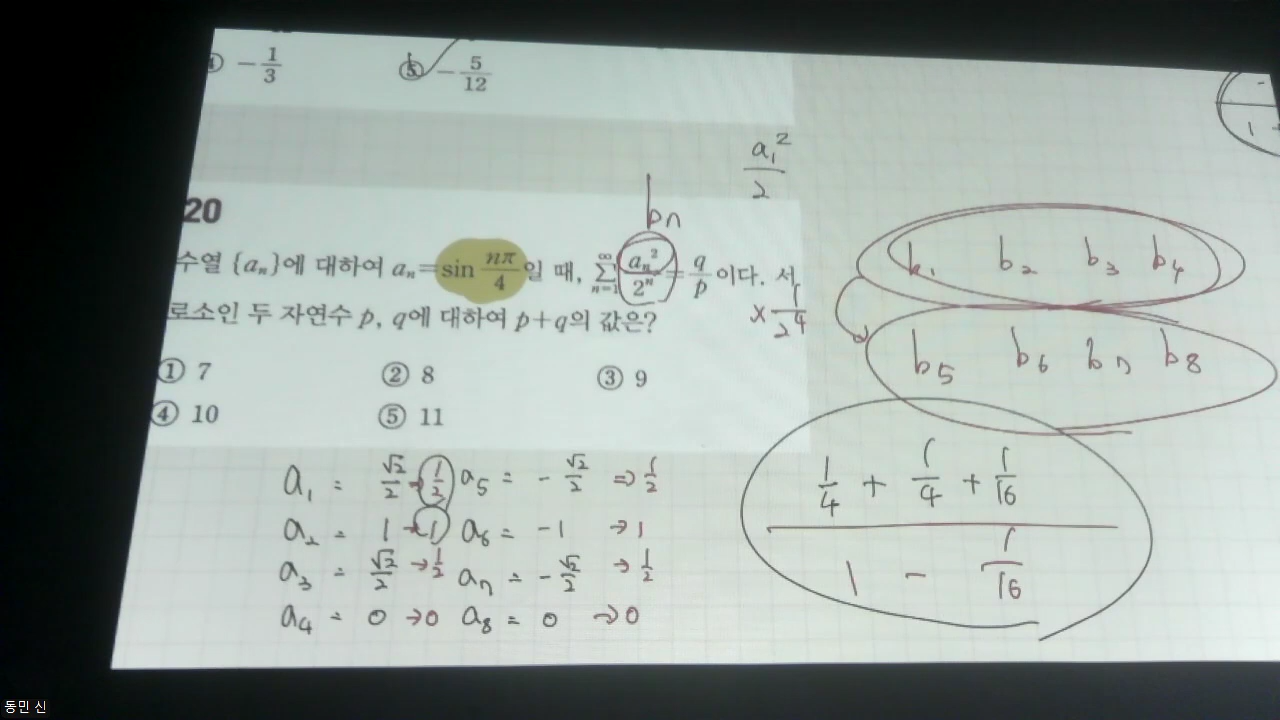 ④ -1/3 ⑤ -5/12
20
수열 {aₙ}에 대하여 aₙ=sin nπ/4 일 때, ∑ₙ₌₁^∞ aₙ²/2ⁿ = q/p 이다. 서
로소인 두 자연수 p, q에 대하여 p+q의 값은?
① 7 ② 8 ③ 9
④ 10 ⑤ 11
bₙ
a₁²/2
×1/2⁴
b₁ b₂ b₃ b₄
b₅ b₆ b₇ b₈
a₁ = √2/2 → 1/2 a₅ = -√2/2 ⇒ 1/2
a₂ = 1 → 1 a₆ = -1 → 1
a₃ = √2/2 → 1/2 a₇ = -√2/2 → 1/2
a₄ = 0 → 0 a₈ = 0 → 0
1/4 + 1/4 + 1/16
1 - 1/16
동민 신